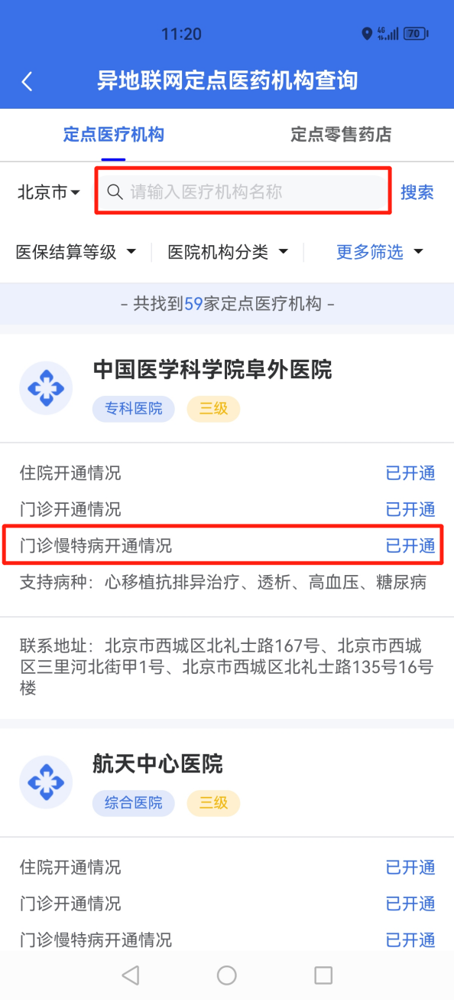 11:20
4G
70
异地联网定点医药机构查询
定点医疗机构 定点零售药店
北京市 请输入医疗机构名称 搜索
医保结算等级 医院机构分类 更多筛选
- 共找到59家定点医疗机构 -
中国医学科学院阜外医院
专科医院 三级
住院开通情况 已开通
门诊开通情况 已开通
门诊慢特病开通情况 已开通
支持病种：心移植抗排异治疗、透析、高血压、糖尿病
联系地址：北京市西城区北礼士路167号、北京市西城
区三里河北街甲1号、北京市西城区北礼士路135号16号
楼
航天中心医院
综合医院 三级
住院开通情况 已开通
门诊开通情况 已开通
门诊慢特病开通情况 已开通